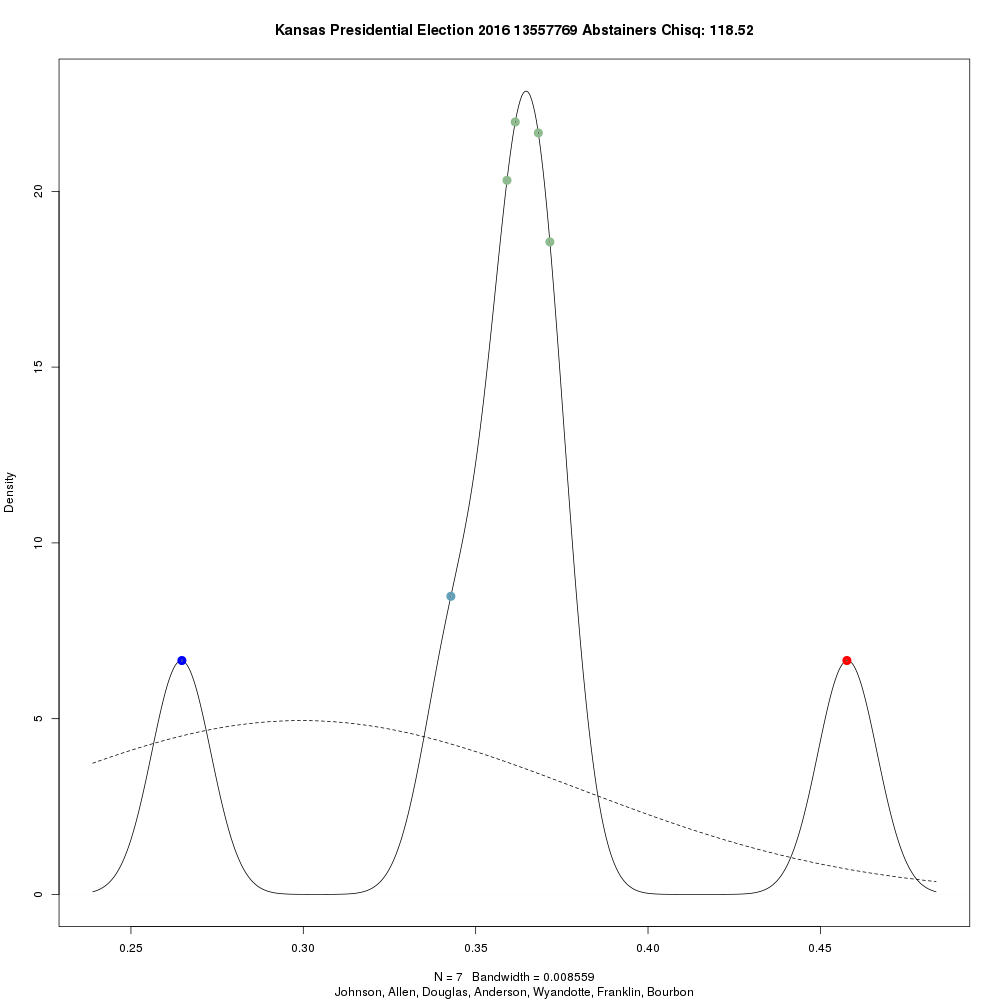 Kansas Presidential Election 2016 13557769 Abstainers Chisq: 118.52
Density
20
15
10
5
0
0.25 0.30 0.35 0.40 0.45
N = 7 Bandwidth = 0.008559
Johnson, Allen, Douglas, Anderson, Wyandotte, Franklin, Bourbon